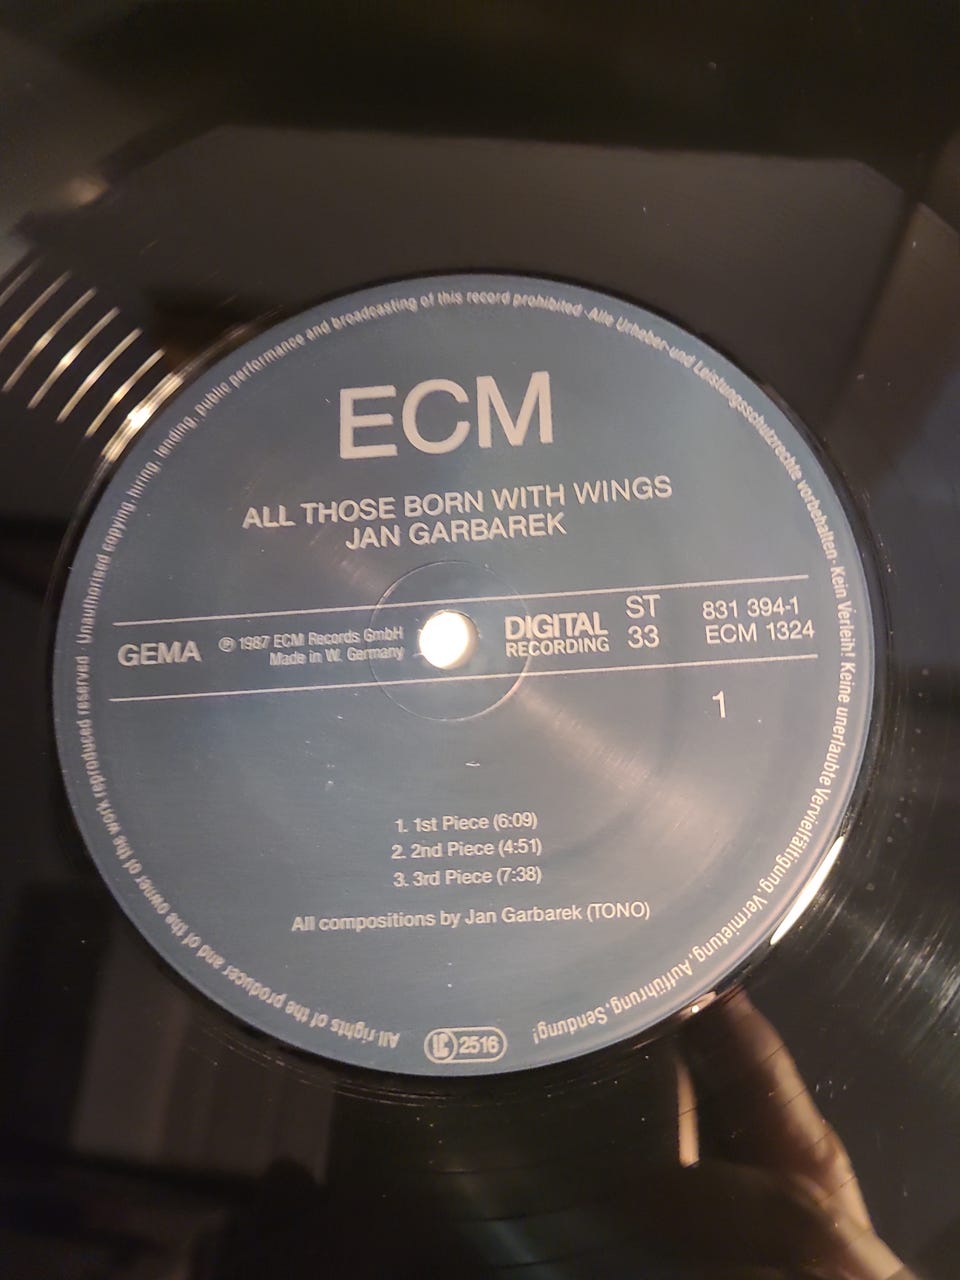 ECM
ALL THOSE BORN WITH WINGS
JAN GARBAREK
GEMA
℗ 1987 ECM Records GmbH
Made in W. Germany
DIGITAL
RECORDING
ST
33
831 394-1
ECM 1324
1
1. 1st Piece (6:09)
2. 2nd Piece (4:51)
3. 3rd Piece (7:38)
All compositions by Jan Garbarek (TONO)
LC 2516
All rights of the producer and of the owner of the work reproduced reserved · Unauthorised copying, hiring, lending, public performance and broadcasting of this record prohibited · Alle Urheber- und Leistungsschutzrechte vorbehalten · Kein Verleih! Keine unerlaubte Vervielfältigung, Vermietung, Aufführung, Sendung!